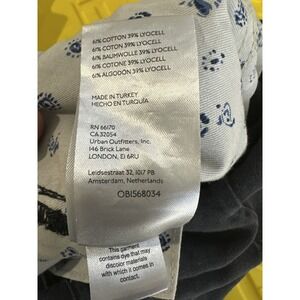 61% COTTON 39% LYOCELL
61% COTON 39% LYOCELL
61% BAUMWOLLE 39% LYOCELL
61% COTONE 39% LYOCELL
61% ALGODÓN 39% LYOCELL
MADE IN TURKEY
HECHO EN TURQUÍA
RN 66170
CA 32054
Urban Outfitters, Inc.
146 Brick Lane
LONDON, E1 6RU
Leidsestraat 32, 1017 PB
Amsterdam, Netherlands
OB1568034
This garment
contains dye that may
discolor materials
with which it comes in
contact.